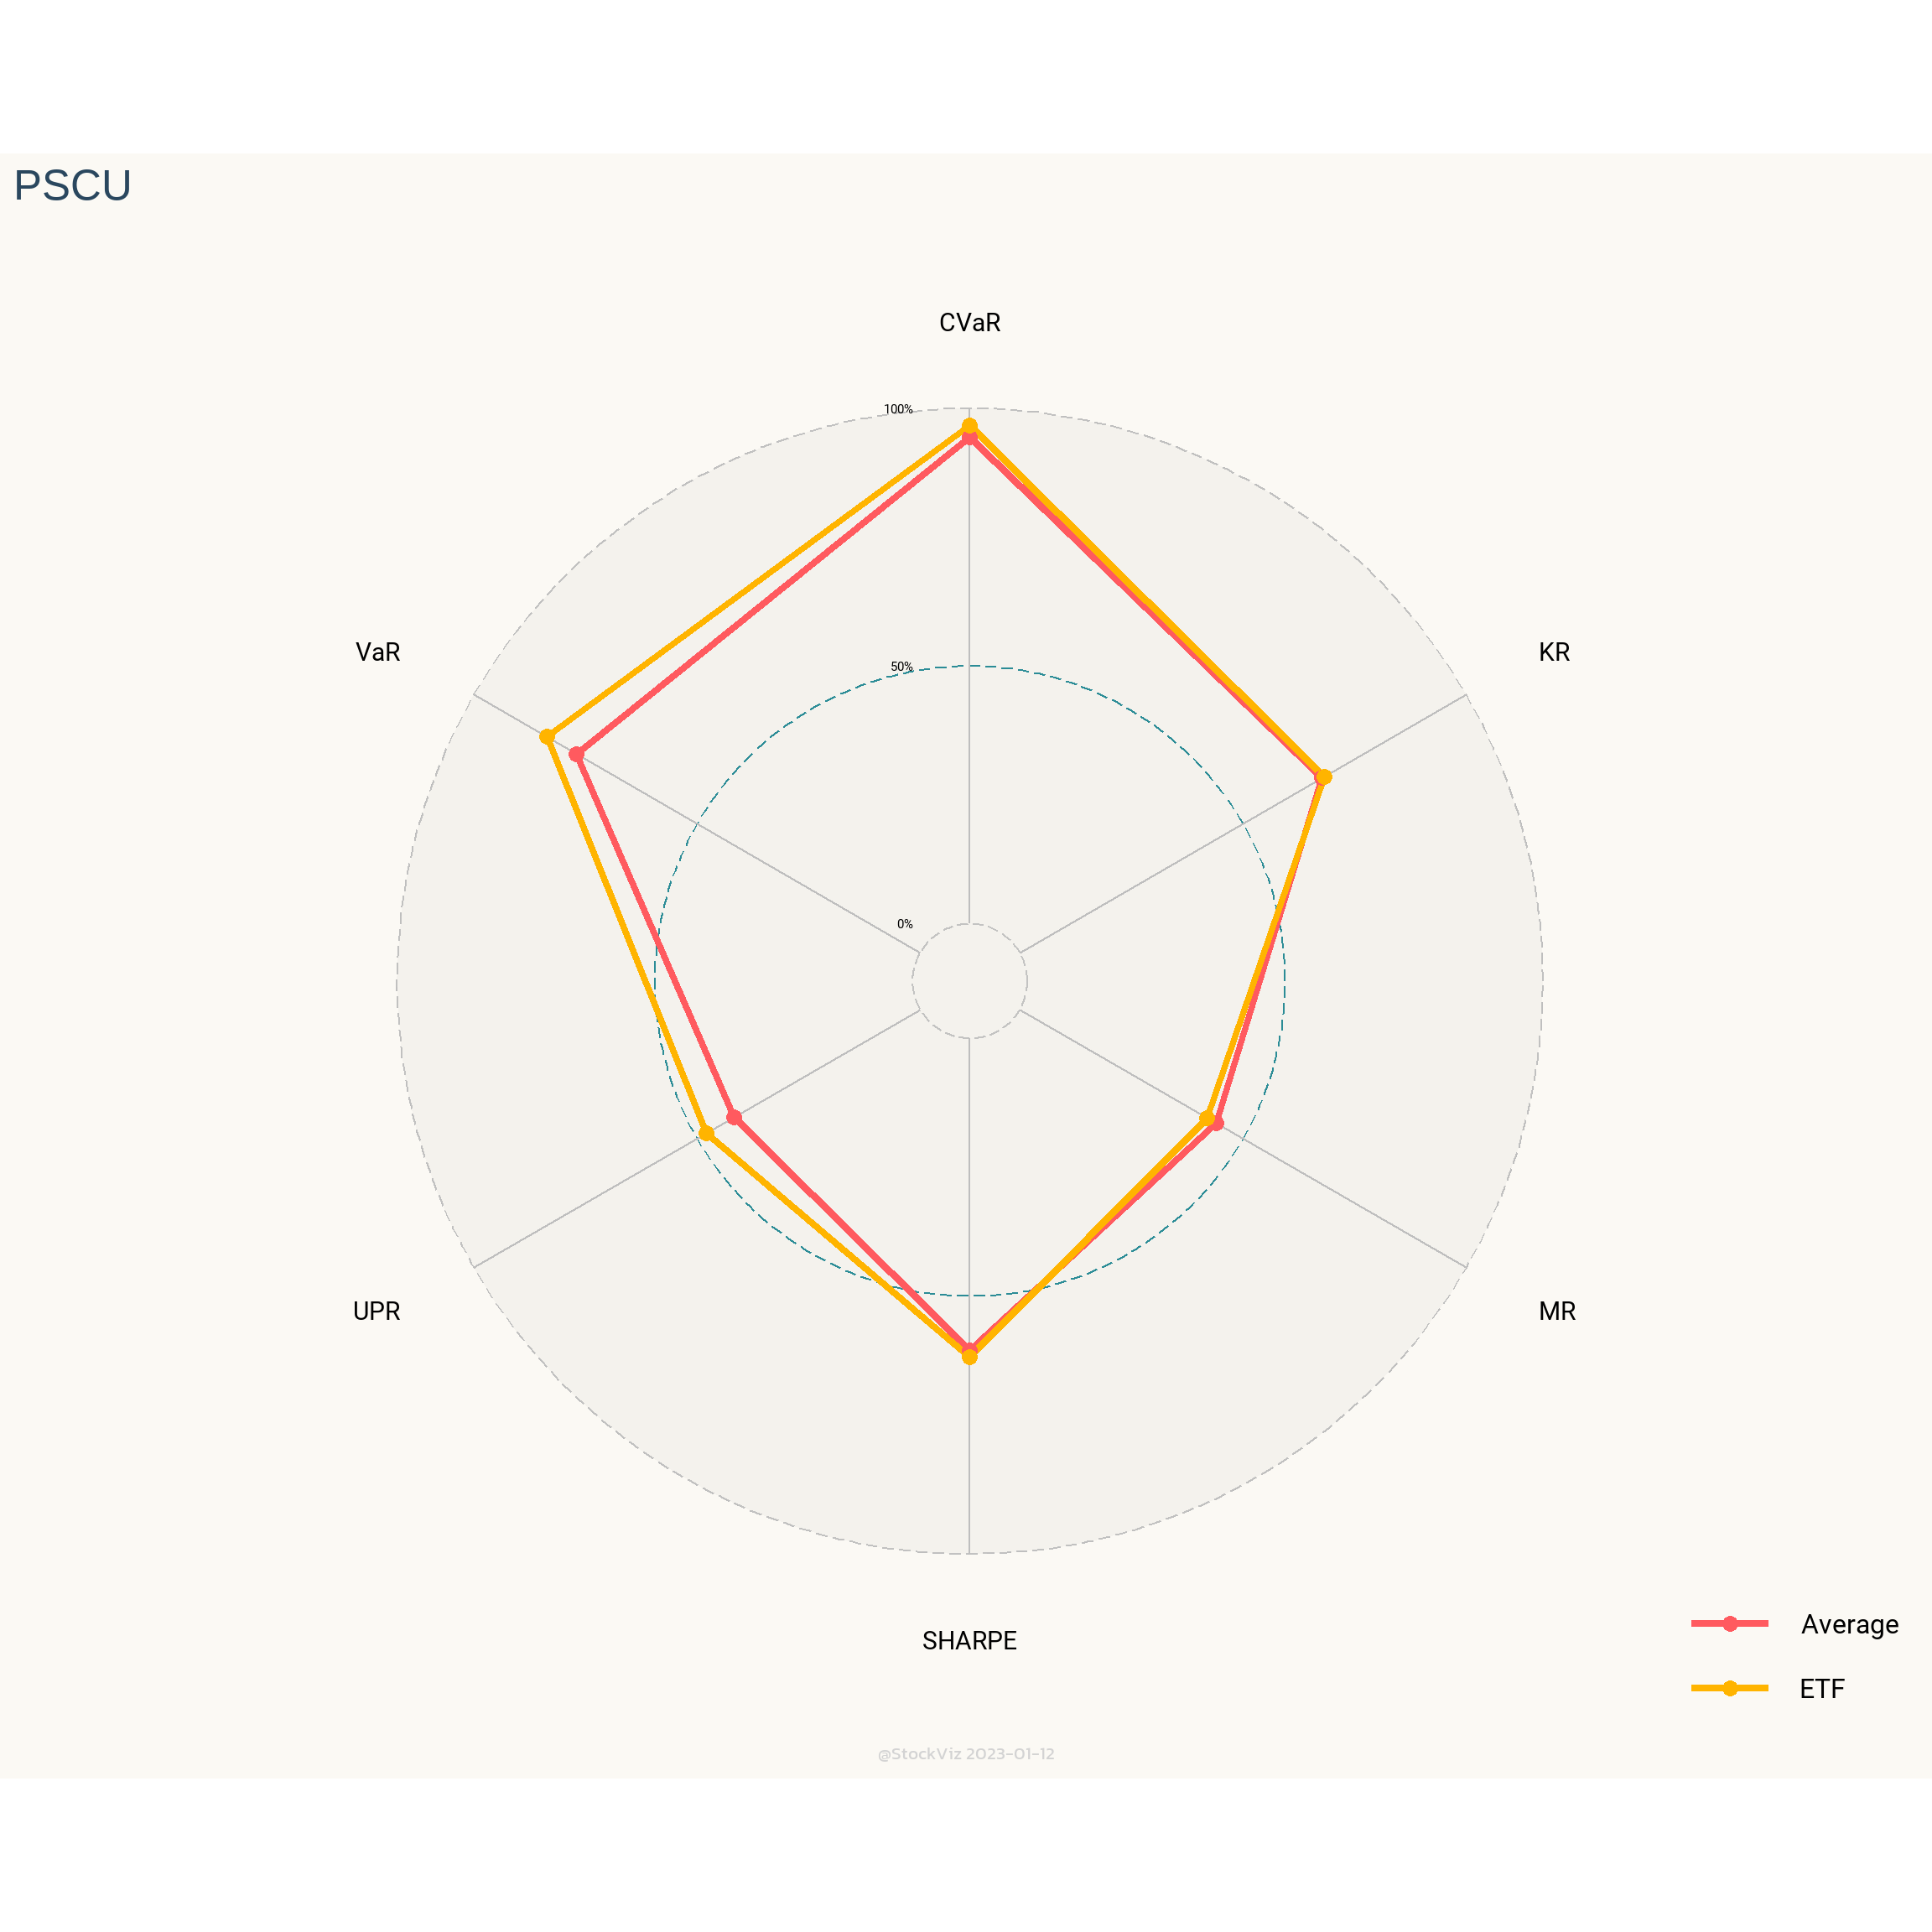 PSCU
CVaR
100%
VaR
KR
50%
0%
UPR
MR
SHARPE
Average
ETF
@StockViz 2023-01-12